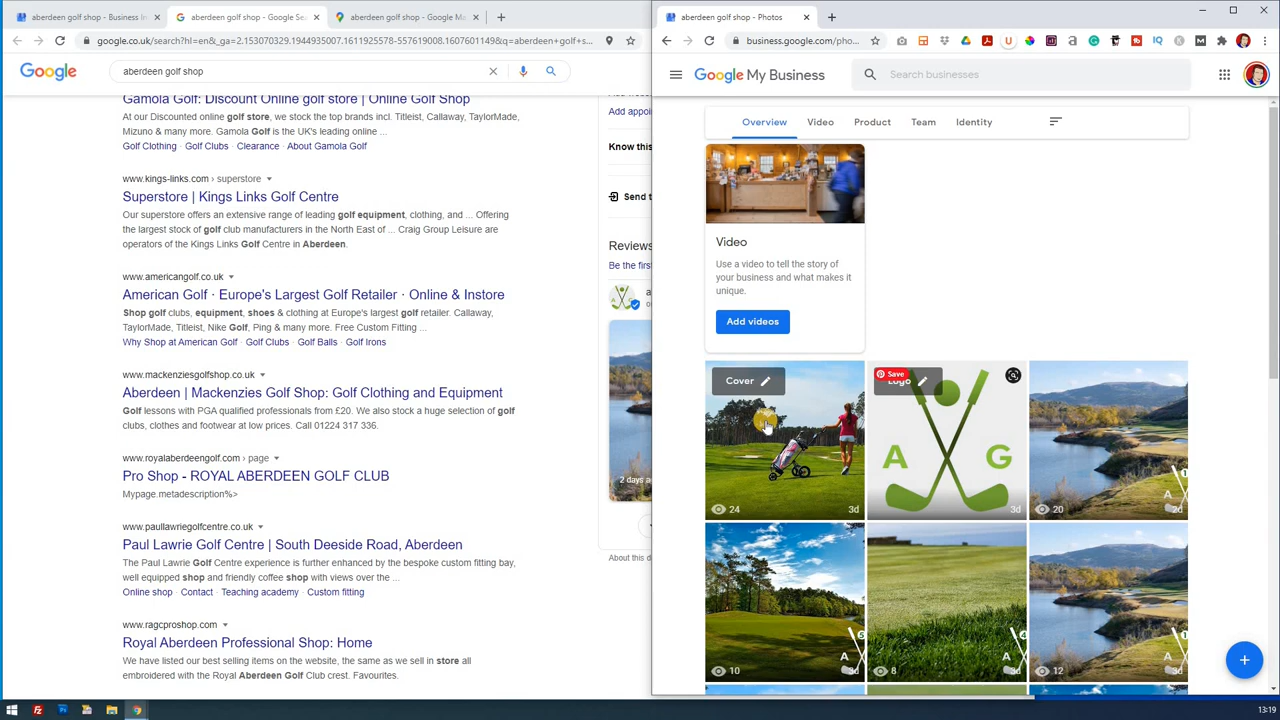 aberdeen golf shop - Business In
aberdeen golf shop - Google Sea
aberdeen golf shop - Google Ma
google.co.uk/search?hl=en&_ga=2.153070329.1944935007.1611925578-557619008.1607601149&q=aberdeen+golf+s...
Google
aberdeen golf shop
Gamola Golf: Discount Online golf store | Online Golf Shop
At our Discounted online golf store, we stock the top brands incl. Titleist, Callaway, TaylorMade,
Mizuno & many more. Gamola Golf is the UK's leading online ...
Golf Clothing · Golf Clubs · Clearance · About Gamola Golf
www.kings-links.com › superstore
Superstore | Kings Links Golf Centre
Our superstore offers an extensive range of leading golf equipment, clothing, and ... Offering
the largest stock of golf club manufacturers in the North East of ... Craig Group Leisure are
operators of the Kings Links Golf Centre in Aberdeen.
www.americangolf.co.uk
American Golf · Europe's Largest Golf Retailer · Online & Instore
Shop golf clubs, equipment, shoes & clothing at Europe's largest golf retailer. Callaway,
TaylorMade, Titleist, Nike Golf, Ping & many more. Free Custom Fitting ...
Why Shop at American Golf · Golf Clubs · Golf Balls · Golf Irons
www.mackenziesgolfshop.com
Aberdeen | Mackenzies Golf Shop: Golf Clothing and Equipment
Golf lessons with PGA qualified professionals from £20. We also stock a huge selection of golf
clubs, clothes and footwear at low prices. Call 01224 317 336.
www.royalaberdeengolf.com › page
Pro Shop - ROYAL ABERDEEN GOLF CLUB
Mypage.metadescription%>
www.paullawriegolfcentre.co.uk
Paul Lawrie Golf Centre | South Deeside Road, Aberdeen
The Paul Lawrie Golf Centre experience is further enhanced by the bespoke custom fitting bay,
well equipped shop and friendly coffee shop with views over the ...
Online shop · Contact · Teaching academy · Custom fitting
www.ragcproshop.com
Royal Aberdeen Professional Shop: Home
We have listed our best selling items on the website, the same as we sell in store all
embroidered with the Royal Aberdeen Golf Club crest. Favourites.
Add appoi
Know this
Send t
Reviews
Be the firs
2 days a
About this d
aberdeen golf shop - Photos
business.google.com/pho...
Google My Business
Search businesses
Overview
Video
Product
Team
Identity
Video
Use a video to tell the story of
your business and what makes it
unique.
Add videos
Cover
Save
Logo
A G
24
3d
3d
20
2d
10
3d
8
3d
12
3d
13:19